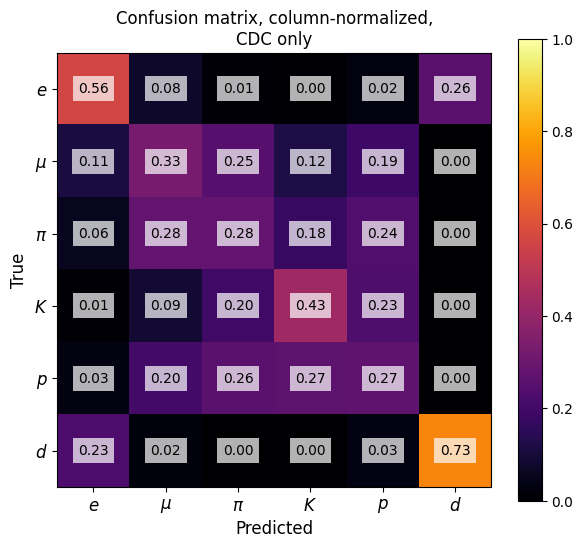 Confusion matrix, column-normalized,
CDC only
True
e 0.56 0.08 0.01 0.00 0.02 0.26
μ 0.11 0.33 0.25 0.12 0.19 0.00
π 0.06 0.28 0.28 0.18 0.24 0.00
K 0.01 0.09 0.20 0.43 0.23 0.00
p 0.03 0.20 0.26 0.27 0.27 0.00
d 0.23 0.02 0.00 0.00 0.03 0.73
e μ π K p d
Predicted
1.0
0.8
0.6
0.4
0.2
0.0